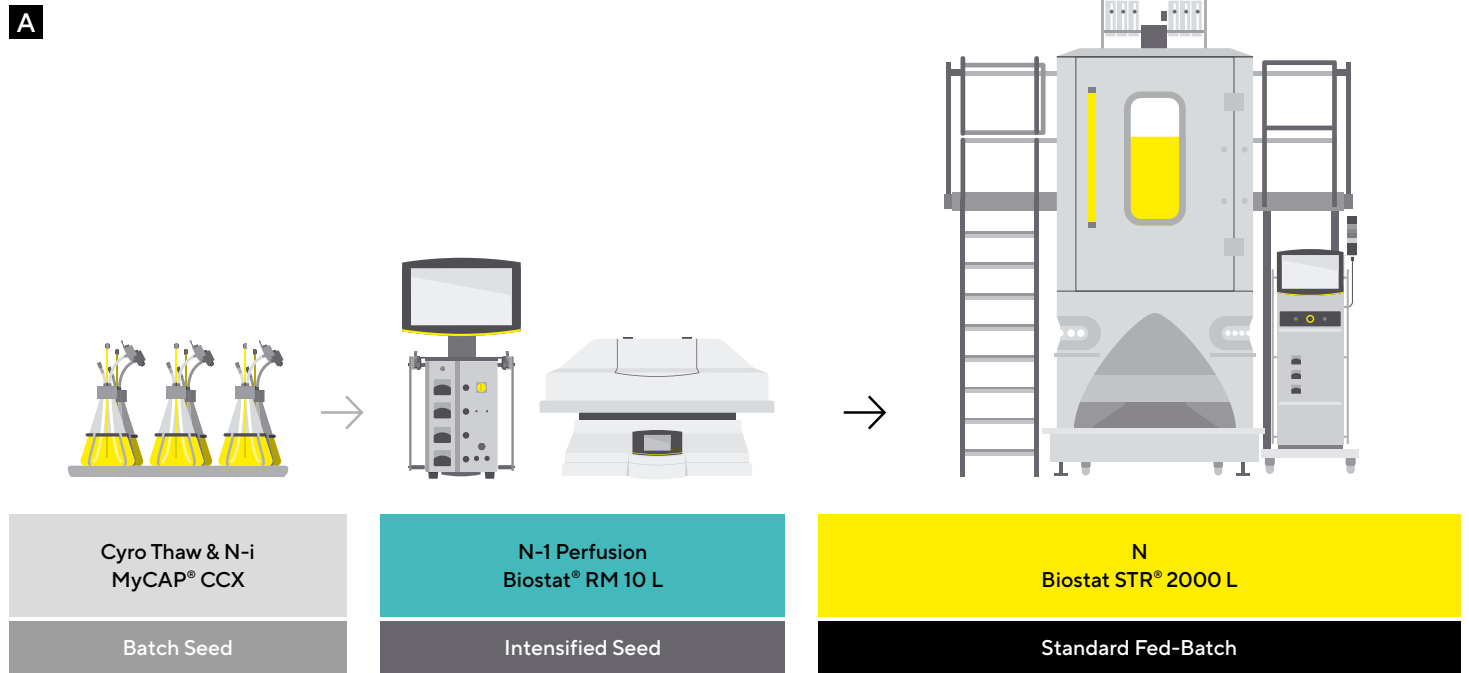 A
Cyro Thaw & N-i
MyCAP® CCX
Batch Seed
N-1 Perfusion
Biostat® RM 10 L
Intensified Seed
N
Biostat STR® 2000 L
Standard Fed-Batch